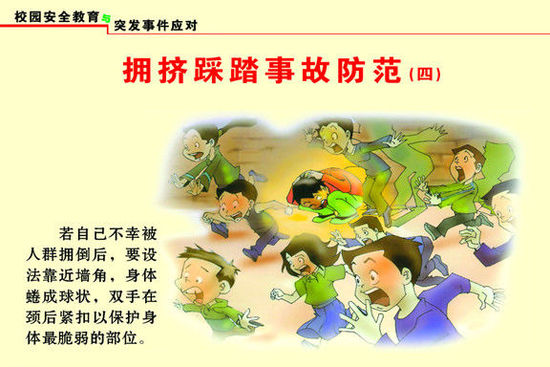 校园安全教育与突发事件应对
拥挤踩踏事故防范(四)
若自己不幸被
人群拥倒后，要设
法靠近墙角，身体
蜷成球状，双手在
颈后紧扣以保护身
体最脆弱的部位。